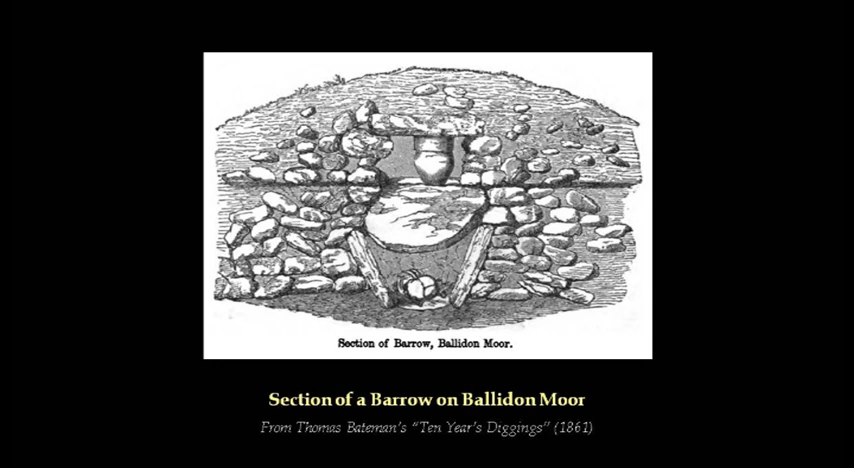 Section of Barrow, Ballidon Moor.
Section of a Barrow on Ballidon Moor
From Thomas Bateman's "Ten Year's Diggings" (1861)